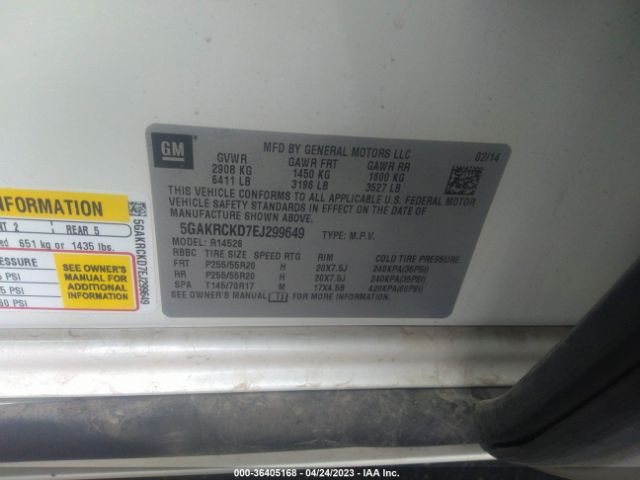 GM
MFD BY GENERAL MOTORS LLC
02/14
GVWR GAWR FRT GAWR RR
2908 KG 1450 KG 1600 KG
6411 LB 3196 LB 3527 LB
THIS VEHICLE CONFORMS TO ALL APPLICABLE U.S. FEDERAL MOTOR
VEHICLE SAFETY STANDARDS IN EFFECT ON THE DATE OF
MANUFACTURE SHOWN ABOVE.
5GAKRCKD7EJ299649 TYPE: M.P.V.
MODEL: R14526
RBBC TIRE SIZE SPEED RTG RIM COLD TIRE PRESSURE
FRT P255/55R20 H 20X7.5J 240KPA(35PSI)
RR P255/55R20 H 20X7.5J 240KPA(35PSI)
SPA T145/70R17 M 17X4.5B 420KPA(60PSI)
SEE OWNER'S MANUAL FOR MORE INFORMATION.
INFORMATION
2 REAR 5
651 kg or 1435 lbs.
5GAKRCKD7EJ299649
PRESSURE
PSI
PSI
60 PSI
SEE OWNER'S
MANUAL FOR
ADDITIONAL
INFORMATION
000-36405168 - 04/24/2023 - IAA Inc.